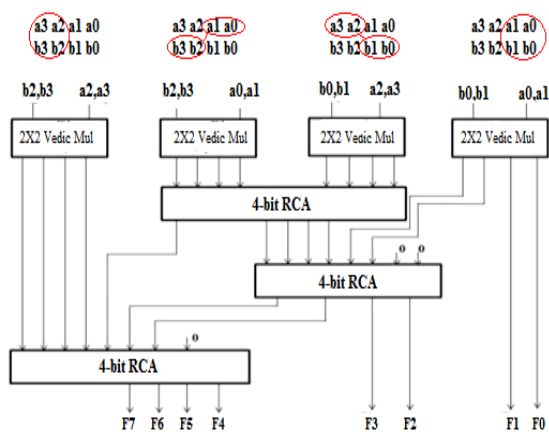 a3 a2 a1 a0 a3 a2 a1 a0 a3 a2 a1 a0 a3 a2 a1 a0
b3 b2 b1 b0 b3 b2 b1 b0 b3 b2 b1 b0 b3 b2 b1 b0
b2,b3 a2,a3 b2,b3 a0,a1 b0,b1 a2,a3 b0,b1 a0,a1
2X2 Vedic Mul 2X2 Vedic Mul 2X2 Vedic Mul 2X2 Vedic Mul
4-bit RCA
o o
4-bit RCA
o
4-bit RCA
F7 F6 F5 F4 F3 F2 F1 F0